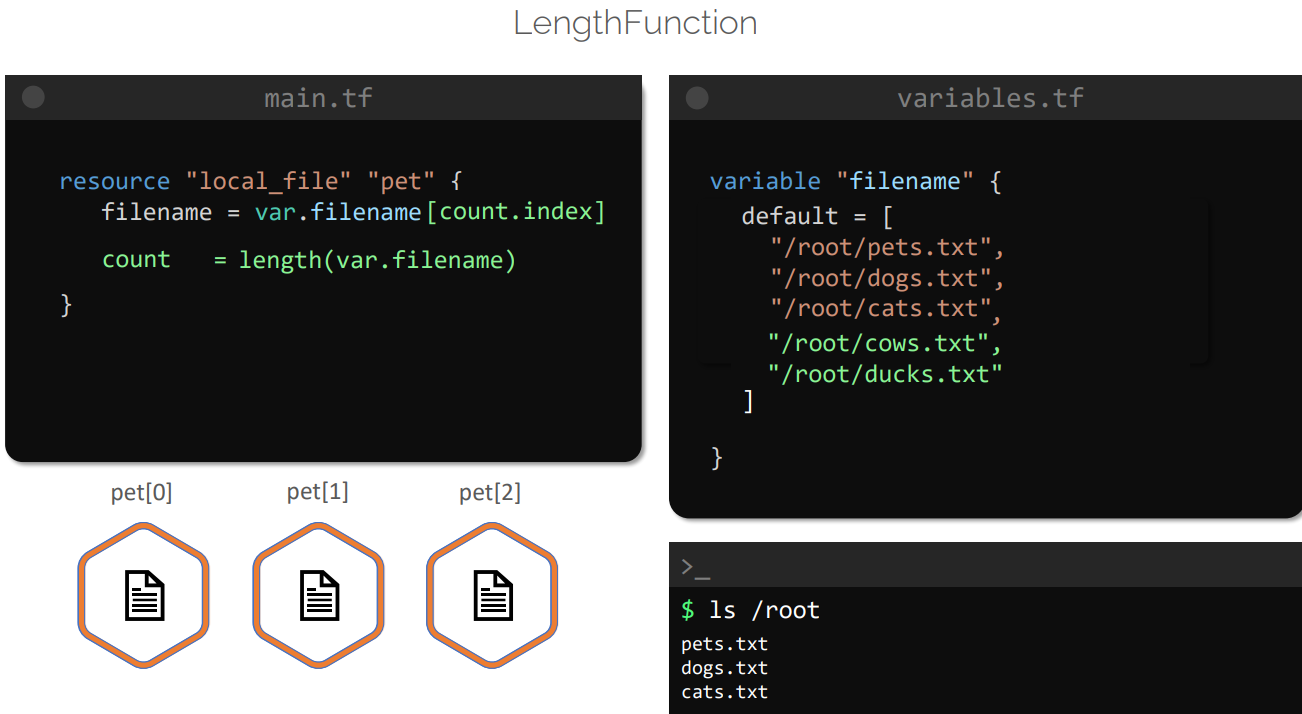 LengthFunction
main.tf
resource "local_file" "pet" {
filename = var.filename[count.index]
count = length(var.filename)
}
pet[0] pet[1] pet[2]
variables.tf
variable "filename" {
default = [
"/root/pets.txt",
"/root/dogs.txt",
"/root/cats.txt",
"/root/cows.txt",
"/root/ducks.txt"
]
}
>_
$ ls /root
pets.txt
dogs.txt
cats.txt